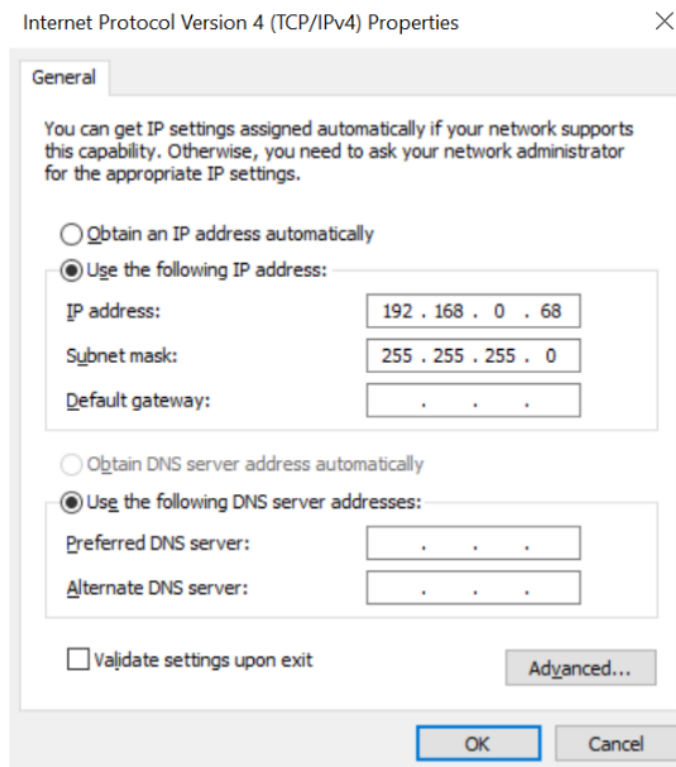 Internet Protocol Version 4 (TCP/IPv4) Properties
General
You can get IP settings assigned automatically if your network supports
this capability. Otherwise, you need to ask your network administrator
for the appropriate IP settings.
Obtain an IP address automatically
Use the following IP address:
IP address: 192 . 168 . 0 . 68
Subnet mask: 255 . 255 . 255 . 0
Default gateway: . . .
Obtain DNS server address automatically
Use the following DNS server addresses:
Preferred DNS server: . . .
Alternate DNS server: . . .
Validate settings upon exit
Advanced...
OK Cancel